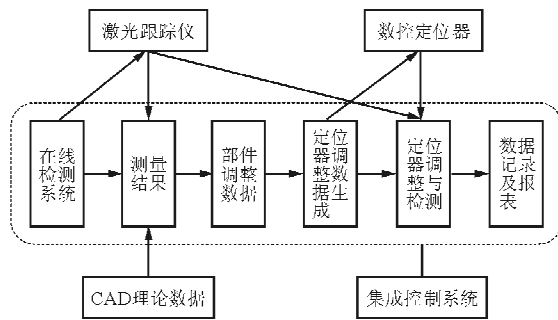 激光跟踪仪
数控定位器
在线
检测
系统
测量
结果
部件
调整
数据
定位
器调
整数
据生
成
定位
器调
整与
检测
数据
记录
及报
表
CAD理论数据
集成控制系统